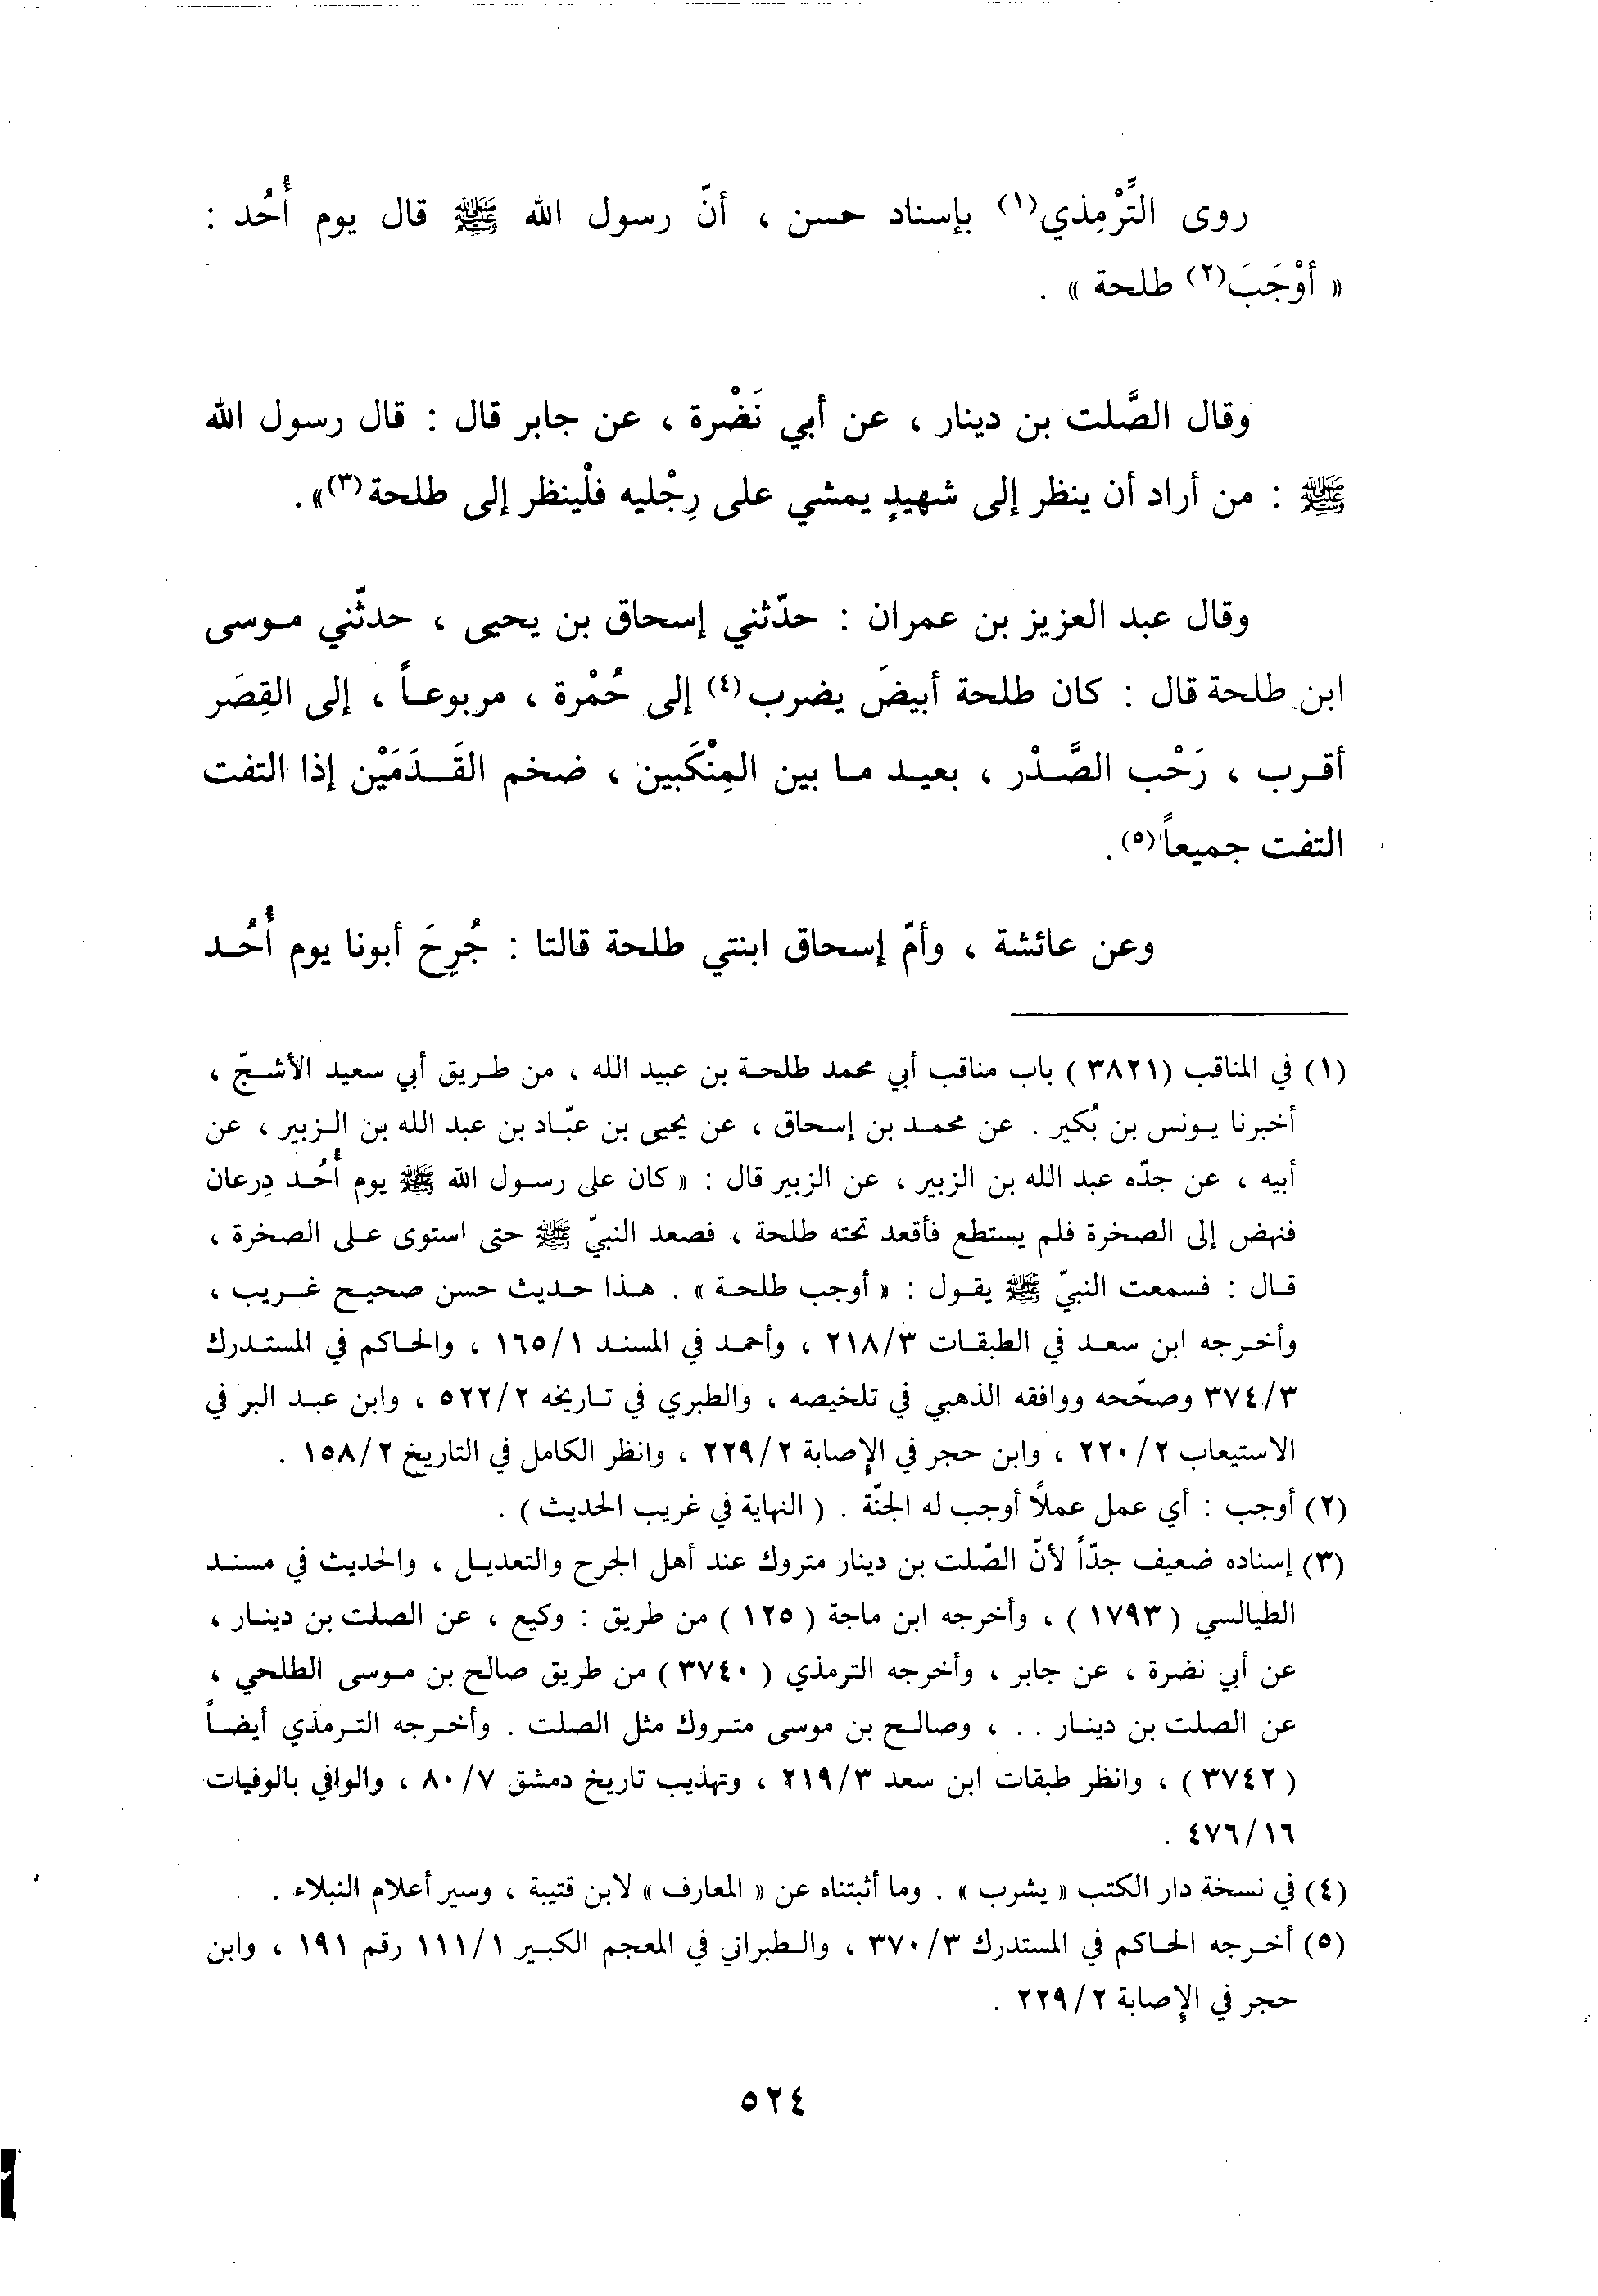 روى التِّرْمِذي(١) بإسناد حسن ، أنّ رسول الله ﷺ قال يوم أُحُد :
« أوْجَبَ(٢) طلحة » .
وقال الصَّلت بن دينار ، عن أبي نَضْرة ، عن جابر قال : قال رسول الله
ﷺ : من أراد أن ينظر إلى شهيدٍ يمشي على رِجْليه فلْينظر إلى طلحة(٣)».
وقال عبد العزيز بن عمران : حدّثني إسحاق بن يحيى ، حدثّني موسى
ابن طلحة قال : كان طلحة أبيضَ يضرب(٤) إلى حُمْرة ، مربوعاً ، إلى القِصَر
أقرب ، رَحْب الصَّدْر ، بعيد ما بين المِنْكَبين ، ضخم القَدَمَيْن إذا التفت
التفت جميعاً(٥).
وعن عائشة ، وأمّ إسحاق ابنتي طلحة قالتا : جُرِحَ أبونا يوم أُحُد
(١) في المناقب (٣٨٢١) باب مناقب أبي محمد طلحة بن عبيد الله ، من طريق أبي سعيد الأشجّ ،
أخبرنا يونس بن بُكير . عن محمد بن إسحاق ، عن يحيى بن عبّاد بن عبد الله بن الزبير ، عن
أبيه ، عن جدّه عبد الله بن الزبير ، عن الزبير قال : « كان على رسول الله ﷺ يوم أُحُد دِرعان
فنهض إلى الصخرة فلم يستطع فأقعد تحته طلحة ، فصعد النبيّ ﷺ حتى استوى على الصخرة ،
قال : فسمعت النبيّ ﷺ يقول : « أوجب طلحة » . هذا حديث حسن صحيح غريب ،
وأخرجه ابن سعد في الطبقات ٢١٨/٣ ، وأحمد في المسند ١٦٥/١ ، والحاكم في المستدرك
٣٧٤/٣ وصحّحه ووافقه الذهبي في تلخيصه ، والطبري في تاريخه ٥٢٢/٢ ، وابن عبد البر في
الاستيعاب ٢٢٠/٢ ، وابن حجر في الإصابة ٢٢٩/٢ ، وانظر الكامل في التاريخ ١٥٨/٢ .
(٢) أوجب : أي عمل عملاً أوجب له الجنّة . ( النهاية في غريب الحديث ) .
(٣) إسناده ضعيف جدّاً لأنّ الصّلت بن دينار متروك عند أهل الجرح والتعديل ، والحديث في مسند
الطيالسي ( ١٧٩٣ ) ، وأخرجه ابن ماجة ( ١٢٥ ) من طريق : وكيع ، عن الصلت بن دينار ،
عن أبي نضرة ، عن جابر ، وأخرجه الترمذي ( ٣٧٤٠ ) من طريق صالح بن موسى الطلحي ،
عن الصلت بن دينار . . ، وصالح بن موسى متروك مثل الصلت . وأخرجه الترمذي أيضاً
( ٣٧٤٢ ) ، وانظر طبقات ابن سعد ٢١٩/٣ ، وتهذيب تاريخ دمشق ٨٠/٧ ، والوافي بالوفيات
٤٧٦/١٦ .
(٤) في نسخة دار الكتب « يشرب » . وما أثبتناه عن « المعارف » لابن قتيبة ، وسير أعلام النبلاء .
(٥) أخرجه الحاكم في المستدرك ٣٧٠/٣ ، والطبراني في المعجم الكبير ١١١/١ رقم ١٩١ ، وابن
حجر في الإصابة ٢٢٩/٢ .
٥٢٤